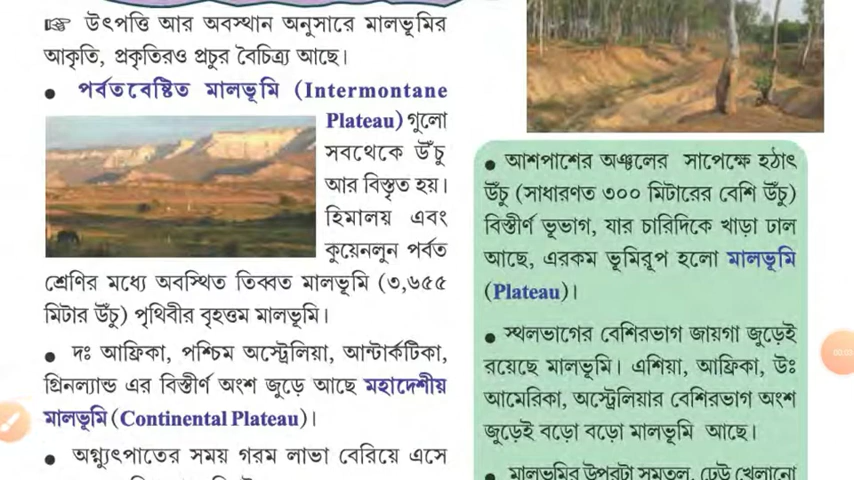 ☞ উৎপত্তি আর অবস্থান অনুসারে মালভূমির
আকৃতি, প্রকৃতিরও প্রচুর বৈচিত্র্য আছে।
• পর্বতবেষ্টিত মালভূমি (Intermontane
Plateau) গুলো
সবথেকে উঁচু
আর বিস্তৃত হয়।
হিমালয় এবং
কুয়েনলুন পর্বত
শ্রেণির মধ্যে অবস্থিত তিব্বত মালভূমি (৩,৬৫৫
মিটার উঁচু) পৃথিবীর বৃহত্তম মালভূমি।
• দঃ আফ্রিকা, পশ্চিম অস্ট্রেলিয়া, আন্টার্কটিকা,
গ্রিনল্যান্ড এর বিস্তীর্ণ অংশ জুড়ে আছে মহাদেশীয়
মালভূমি (Continental Plateau)।
• অগ্ন্যুৎপাতের সময় গরম লাভা বেরিয়ে এসে
• আশপাশের অঞ্চলের সাপেক্ষে হঠাৎ
উঁচু (সাধারণত ৩০০ মিটারের বেশি উঁচু)
বিস্তীর্ণ ভূভাগ, যার চারিদিকে খাড়া ঢাল
আছে, এরকম ভূমিরূপ হলো মালভূমি
(Plateau)।
• স্থলভাগের বেশিরভাগ জায়গা জুড়েই
রয়েছে মালভূমি। এশিয়া, আফ্রিকা, উঃ
আমেরিকা, অস্ট্রেলিয়ার বেশিরভাগ অংশ
জুড়েই বড়ো বড়ো মালভূমি আছে।
• মালভূমির উপরটা সমতল, ঢেউ খেলানো